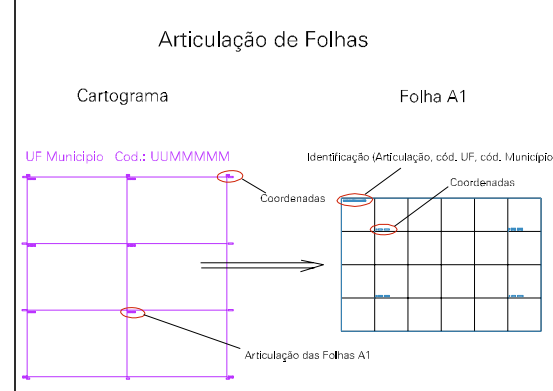 Articulação de Folhas
Cartograma
Folha A1
UF Municipio Cod.: UUMMMMM
Identificação (Articulação, cód. UF, cód. Município
Coordenadas
Coordenadas
Articulação das Folhas A1